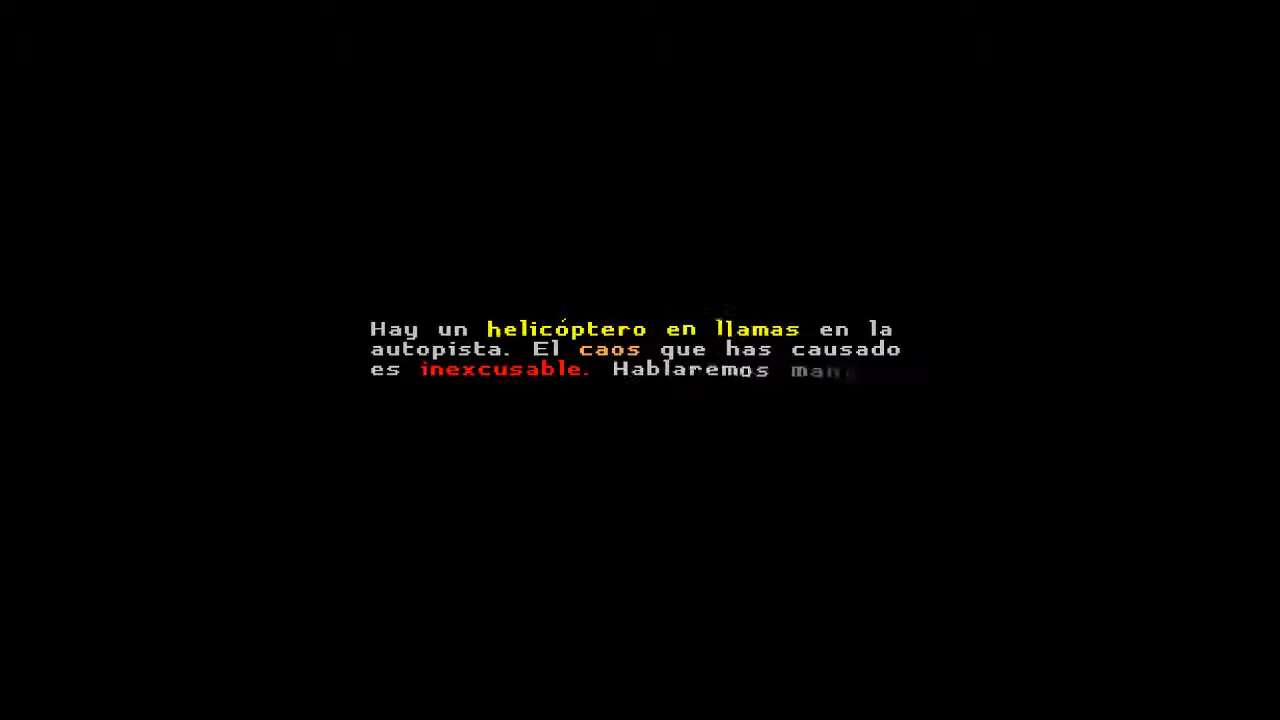 Hay un helicóptero en llamas en la
autopista. El caos que has causado
es inexcusable. Hablaremos